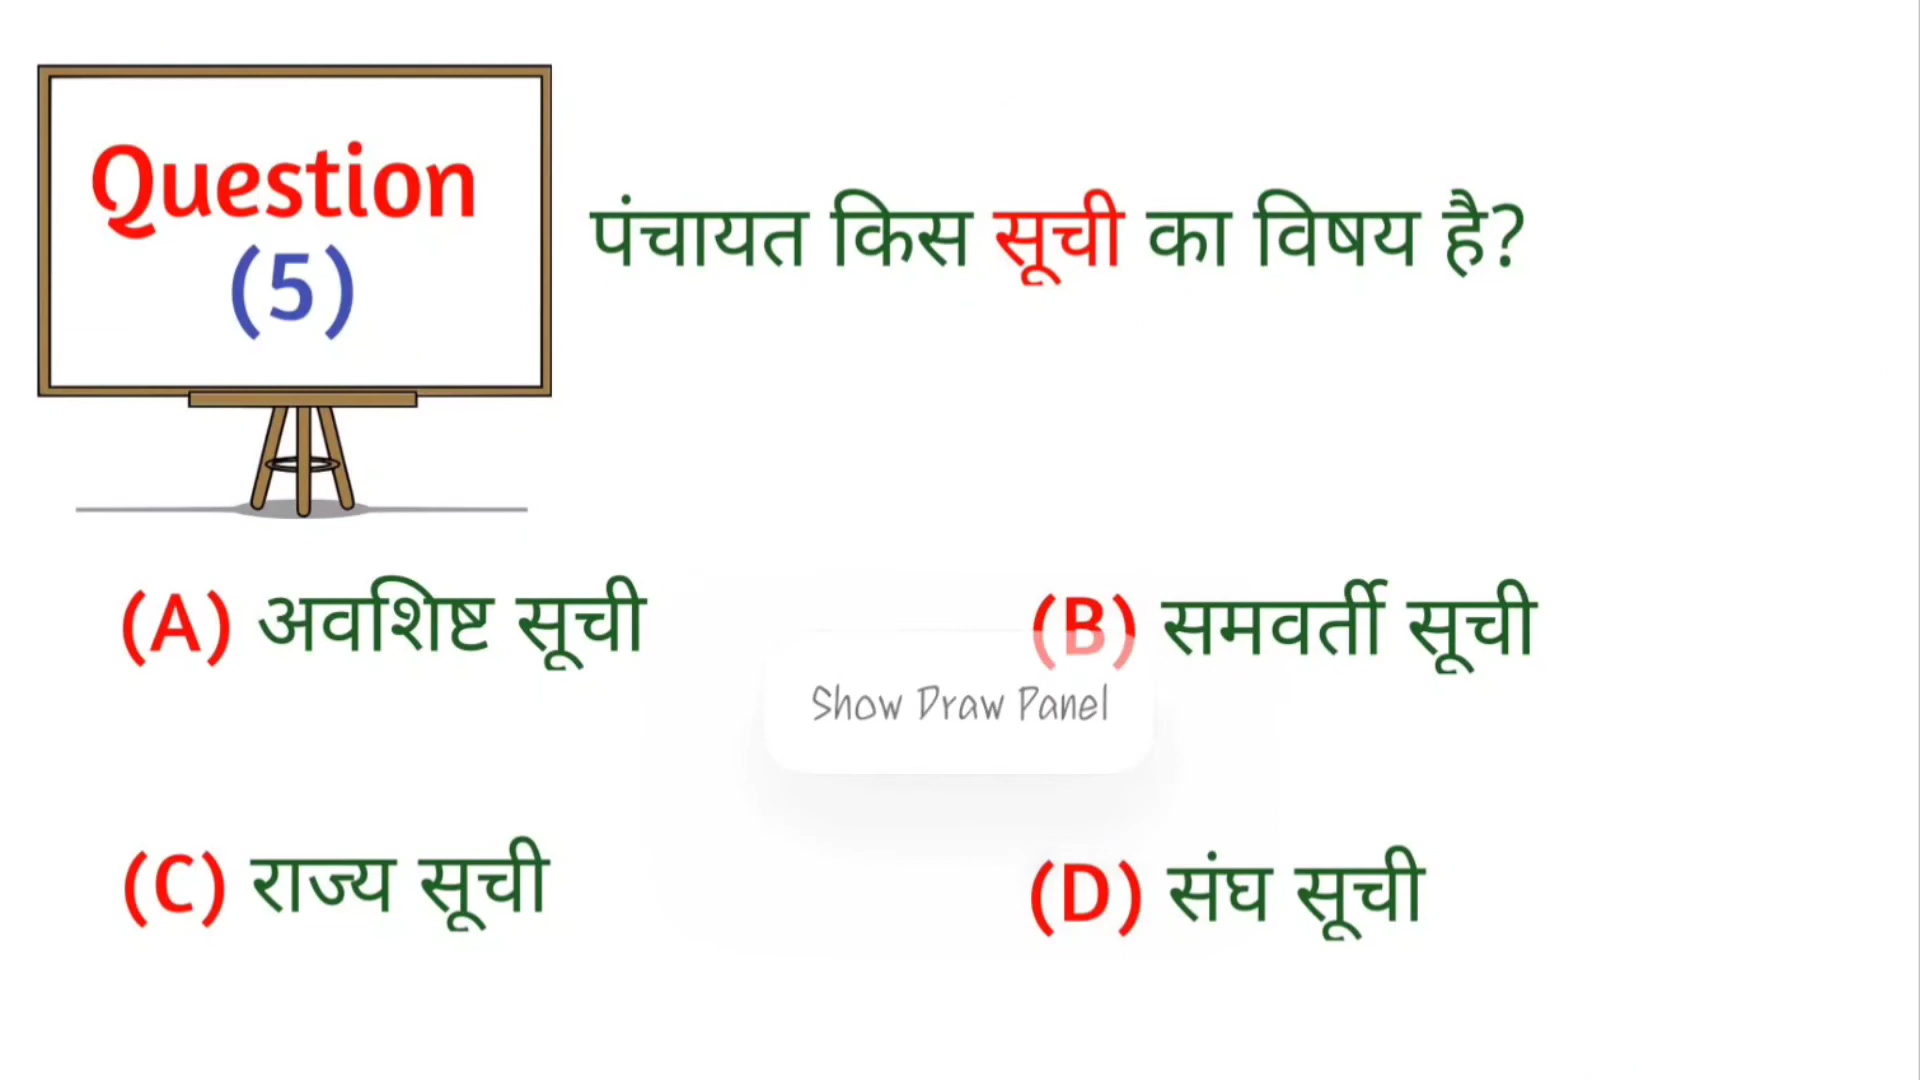 Question
(5)
पंचायत किस सूची का विषय है?
(A) अवशिष्ट सूची
(B) समवर्ती सूची
Show Draw Panel
(C) राज्य सूची
(D) संघ सूची